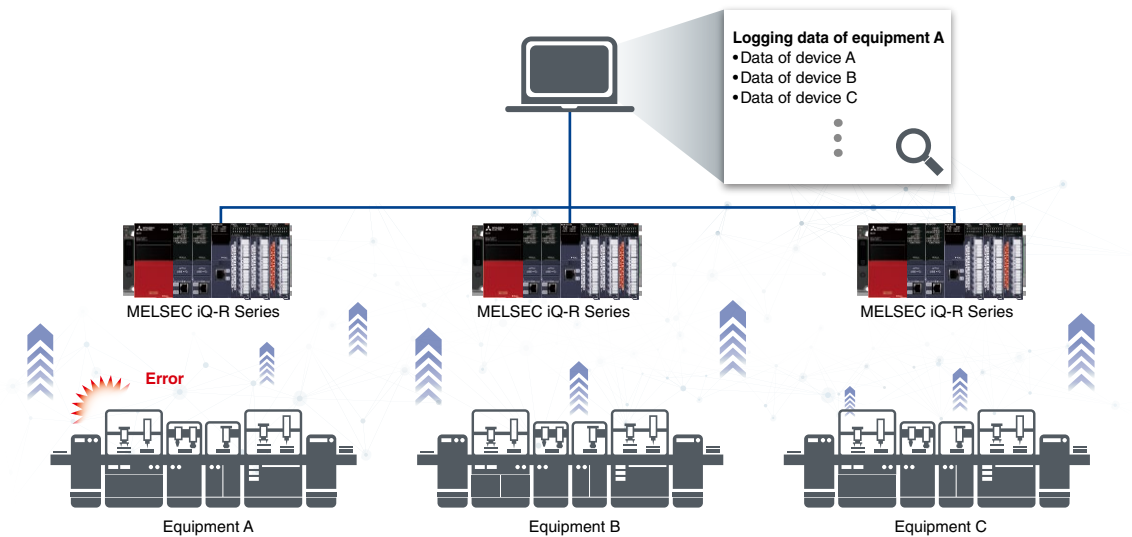 Logging data of equipment A
•Data of device A
•Data of device B
•Data of device C
MELSEC iQ-R Series
MELSEC iQ-R Series
MELSEC iQ-R Series
Error
Equipment A
Equipment B
Equipment C